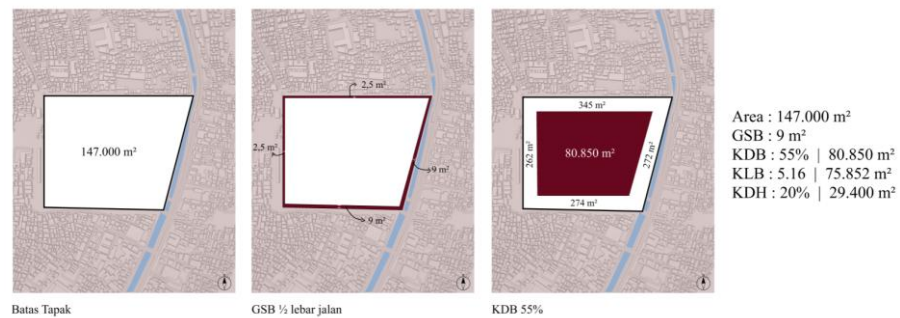 147.000 m²
Batas Tapak
2,5 m²
2,5 m²
9 m²
9 m²
GSB ½ lebar jalan
345 m²
262 m²
80.850 m²
272 m²
274 m²
KDB 55%
Area : 147.000 m²
GSB : 9 m²
KDB : 55% | 80.850 m²
KLB : 5.16 | 75.852 m²
KDH : 20% | 29.400 m²